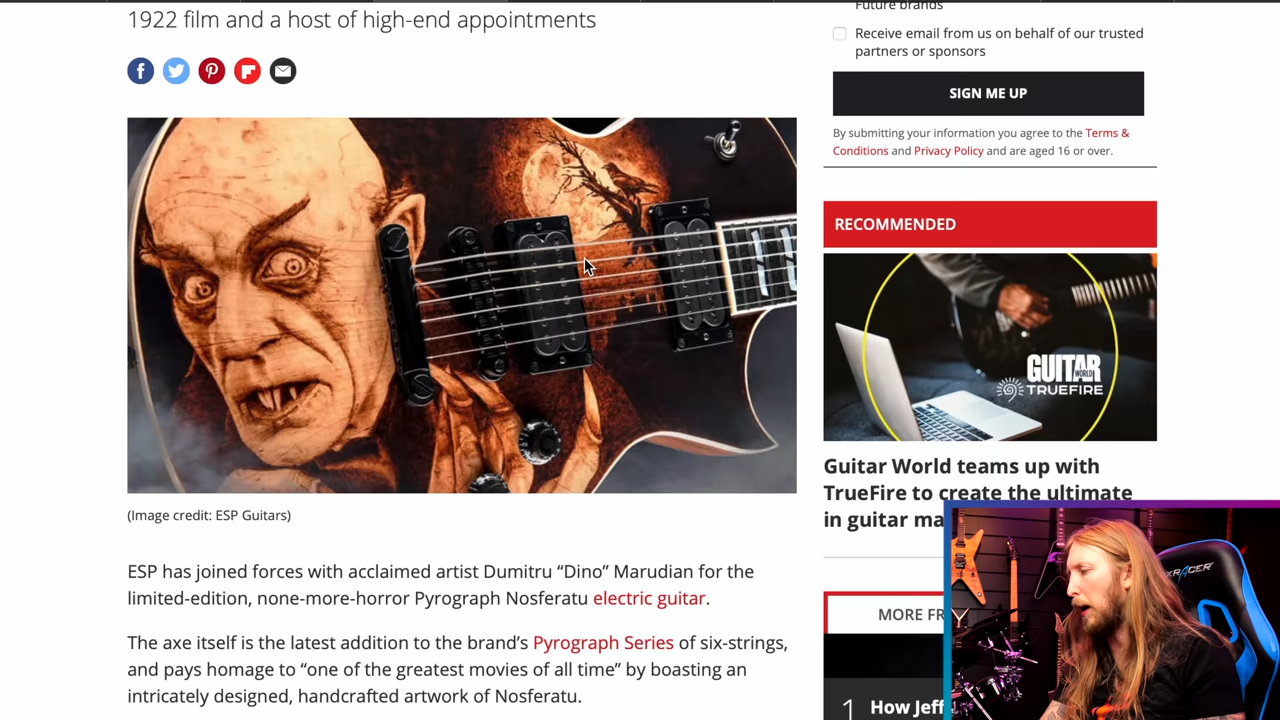 1922 film and a host of high-end appointments
(Image credit: ESP Guitars)
ESP has joined forces with acclaimed artist Dumitru “Dino” Marudian for the
limited-edition, none-more-horror Pyrograph Nosferatu electric guitar.
The axe itself is the latest addition to the brand’s Pyrograph Series of six-strings,
and pays homage to “one of the greatest movies of all time” by boasting an
intricately designed, handcrafted artwork of Nosferatu.
Future brands
Receive email from us on behalf of our trusted
partners or sponsors
SIGN ME UP
By submitting your information you agree to the Terms &
Conditions and Privacy Policy and are aged 16 or over.
RECOMMENDED
GUITAR WORLD
TRUEFIRE
Guitar World teams up with
TrueFire to create the ultimate
in guitar ma
MORE FR
1 How Jeff